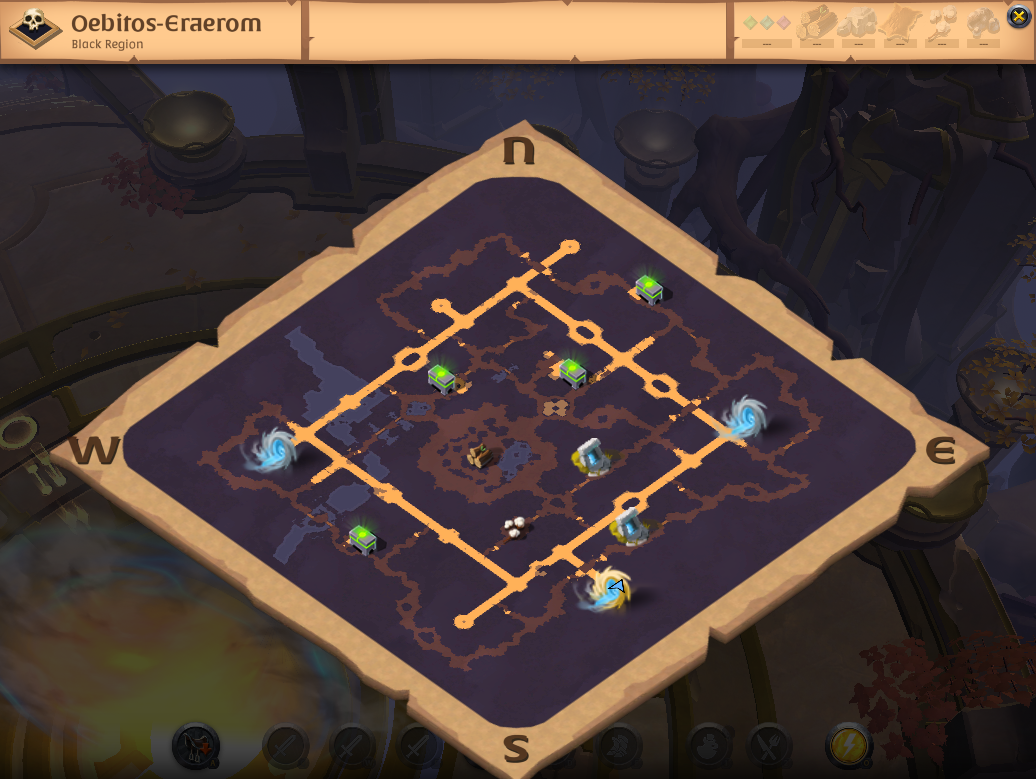 Oebitos-Eraerom
Black Region
--- --- --- --- --- ---
N
W
E
S